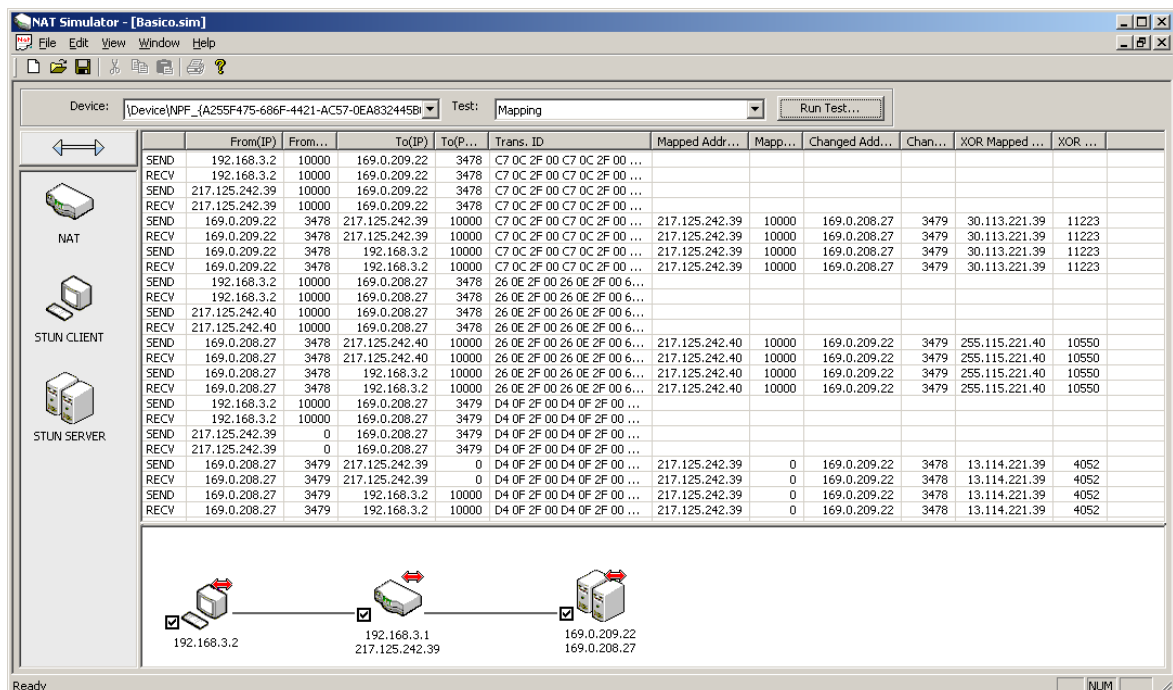 NAT Simulator - [Basico.sim]
File Edit View Window Help
Device: \Device\NPF_{A255F475-686F-4421-AC57-0EA832445B Test: Mapping Run Test...
From(IP) From... To(IP) To(P... Trans. ID Mapped Addr... Mapp... Changed Add... Chan... XOR Mapped ... XOR ...
SEND 192.168.3.2 10000 169.0.209.22 3478 C7 0C 2F 00 C7 0C 2F 00 ...
RECV 192.168.3.2 10000 169.0.209.22 3478 C7 0C 2F 00 C7 0C 2F 00 ...
SEND 217.125.242.39 10000 169.0.209.22 3478 C7 0C 2F 00 C7 0C 2F 00 ...
RECV 217.125.242.39 10000 169.0.209.22 3478 C7 0C 2F 00 C7 0C 2F 00 ...
SEND 169.0.209.22 3478 217.125.242.39 10000 C7 0C 2F 00 C7 0C 2F 00 ... 217.125.242.39 10000 169.0.208.27 3479 30.113.221.39 11223
RECV 169.0.209.22 3478 217.125.242.39 10000 C7 0C 2F 00 C7 0C 2F 00 ... 217.125.242.39 10000 169.0.208.27 3479 30.113.221.39 11223
SEND 169.0.209.22 3478 192.168.3.2 10000 C7 0C 2F 00 C7 0C 2F 00 ... 217.125.242.39 10000 169.0.208.27 3479 30.113.221.39 11223
RECV 169.0.209.22 3478 192.168.3.2 10000 C7 0C 2F 00 C7 0C 2F 00 ... 217.125.242.39 10000 169.0.208.27 3479 30.113.221.39 11223
SEND 192.168.3.2 10000 169.0.208.27 3478 26 0E 2F 00 26 0E 2F 00 6...
RECV 192.168.3.2 10000 169.0.208.27 3478 26 0E 2F 00 26 0E 2F 00 6...
SEND 217.125.242.40 10000 169.0.208.27 3478 26 0E 2F 00 26 0E 2F 00 6...
RECV 217.125.242.40 10000 169.0.208.27 3478 26 0E 2F 00 26 0E 2F 00 6...
SEND 169.0.208.27 3478 217.125.242.40 10000 26 0E 2F 00 26 0E 2F 00 6... 217.125.242.40 10000 169.0.209.22 3479 255.115.221.40 10550
RECV 169.0.208.27 3478 217.125.242.40 10000 26 0E 2F 00 26 0E 2F 00 6... 217.125.242.40 10000 169.0.209.22 3479 255.115.221.40 10550
SEND 169.0.208.27 3478 192.168.3.2 10000 26 0E 2F 00 26 0E 2F 00 6... 217.125.242.40 10000 169.0.209.22 3479 255.115.221.40 10550
RECV 169.0.208.27 3478 192.168.3.2 10000 26 0E 2F 00 26 0E 2F 00 6... 217.125.242.40 10000 169.0.209.22 3479 255.115.221.40 10550
SEND 192.168.3.2 10000 169.0.208.27 3479 D4 0F 2F 00 D4 0F 2F 00 ...
RECV 192.168.3.2 10000 169.0.208.27 3479 D4 0F 2F 00 D4 0F 2F 00 ...
SEND 217.125.242.39 0 169.0.208.27 3479 D4 0F 2F 00 D4 0F 2F 00 ...
RECV 217.125.242.39 0 169.0.208.27 3479 D4 0F 2F 00 D4 0F 2F 00 ...
SEND 169.0.208.27 3479 217.125.242.39 0 D4 0F 2F 00 D4 0F 2F 00 ... 217.125.242.39 0 169.0.209.22 3478 13.114.221.39 4052
RECV 169.0.208.27 3479 217.125.242.39 0 D4 0F 2F 00 D4 0F 2F 00 ... 217.125.242.39 0 169.0.209.22 3478 13.114.221.39 4052
SEND 169.0.208.27 3479 192.168.3.2 10000 D4 0F 2F 00 D4 0F 2F 00 ... 217.125.242.39 0 169.0.209.22 3478 13.114.221.39 4052
RECV 169.0.208.27 3479 192.168.3.2 10000 D4 0F 2F 00 D4 0F 2F 00 ... 217.125.242.39 0 169.0.209.22 3478 13.114.221.39 4052
NAT
STUN CLIENT
STUN SERVER
192.168.3.2
192.168.3.1
217.125.242.39
169.0.209.22
169.0.208.27
Ready NUM